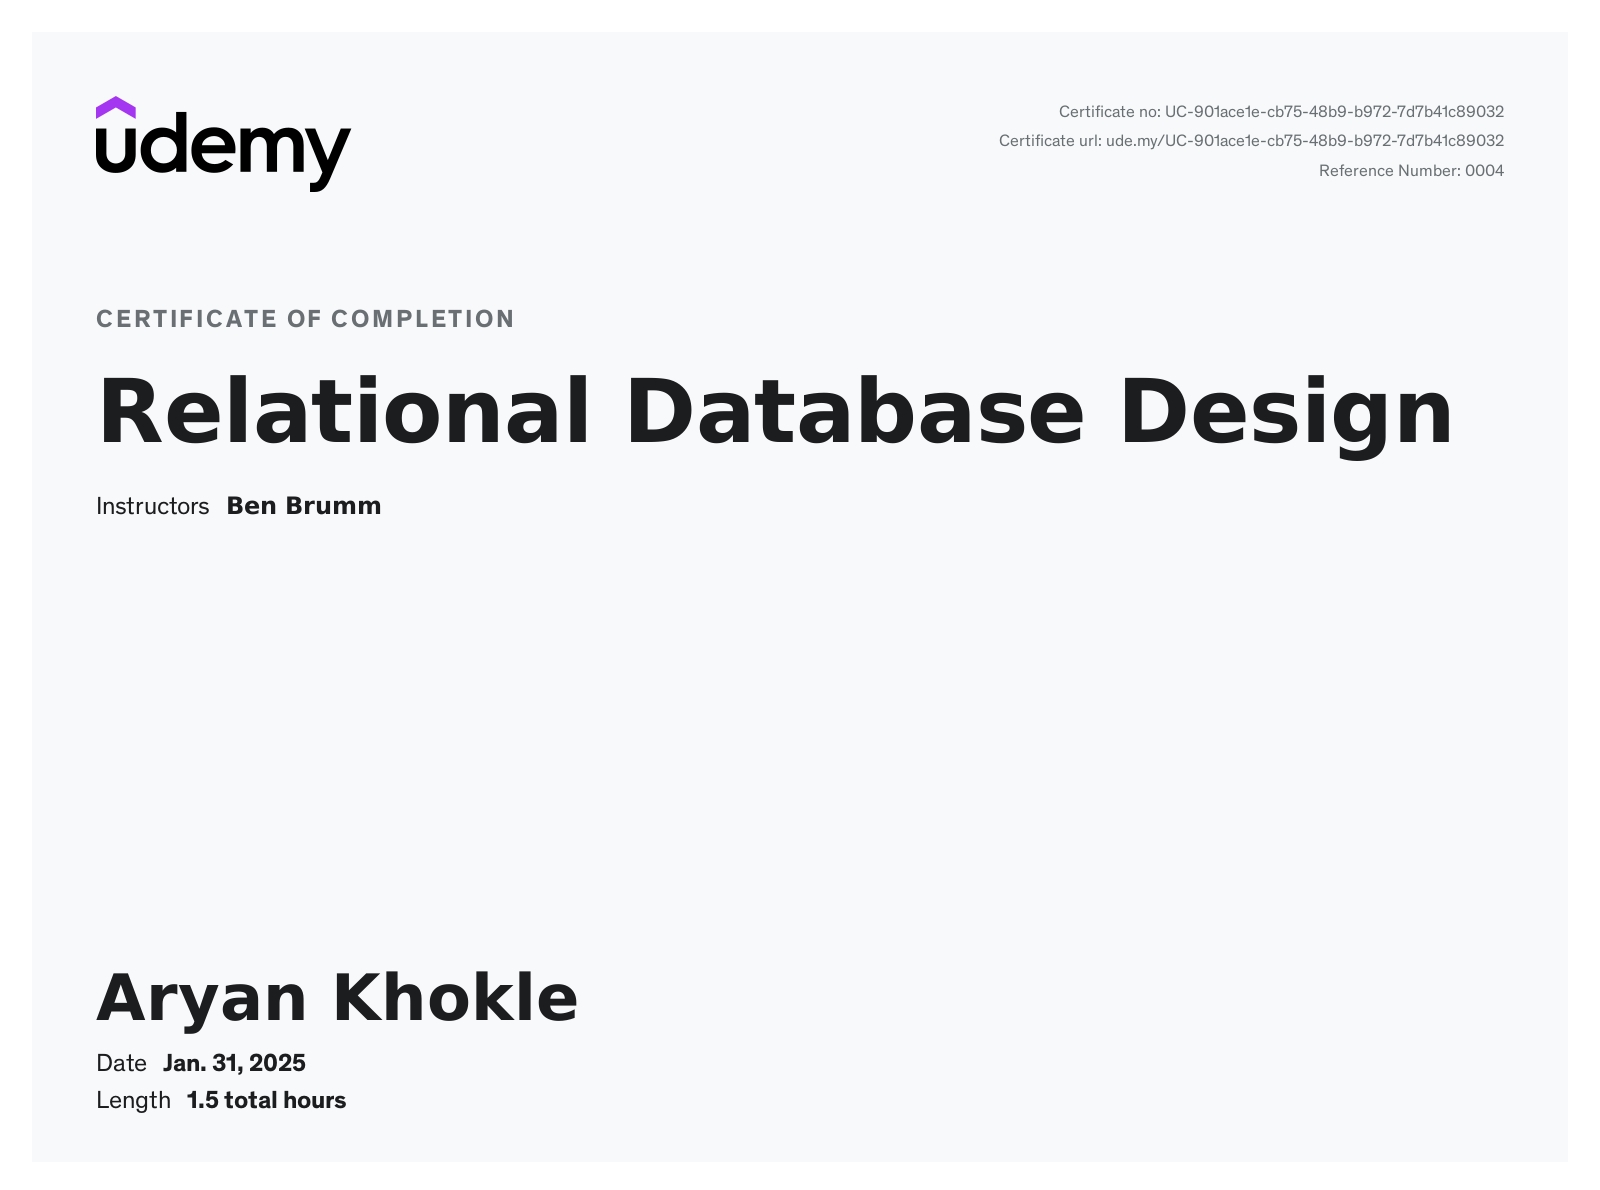 udemy
Certificate no: UC-901ace1e-cb75-48b9-b972-7d7b41c89032
Certificate url: ude.my/UC-901ace1e-cb75-48b9-b972-7d7b41c89032
Reference Number: 0004
CERTIFICATE OF COMPLETION
Relational Database Design
Instructors Ben Brumm
Aryan Khokle
Date Jan. 31, 2025
Length 1.5 total hours